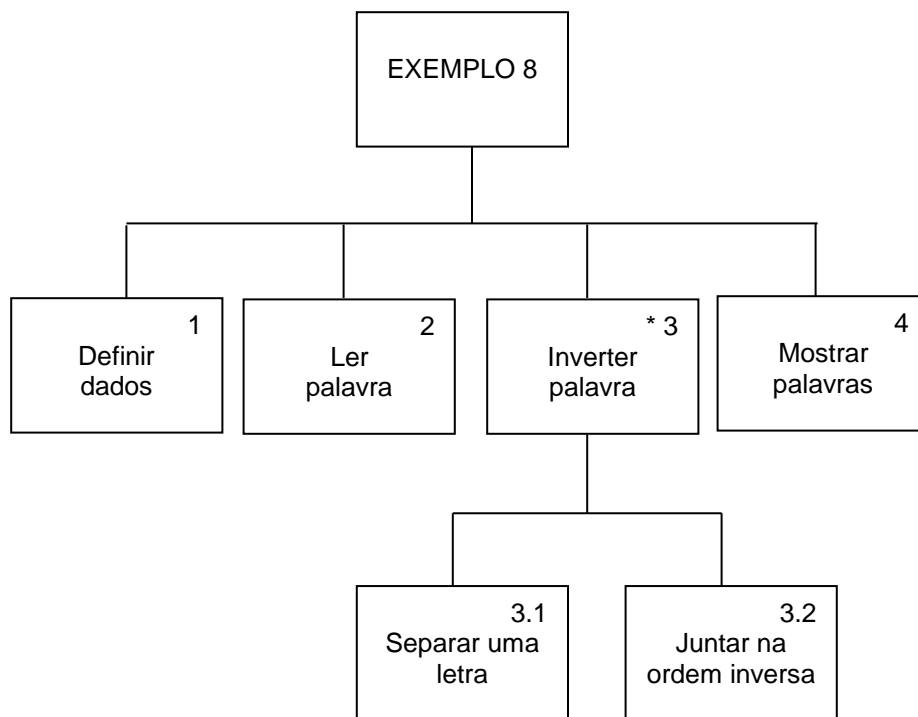 EXEMPLO 8
1
Definir
dados
2
Ler
palavra
* 3
Inverter
palavra
4
Mostrar
palavras
3.1
Separar uma
letra
3.2
Juntar na
ordem inversa